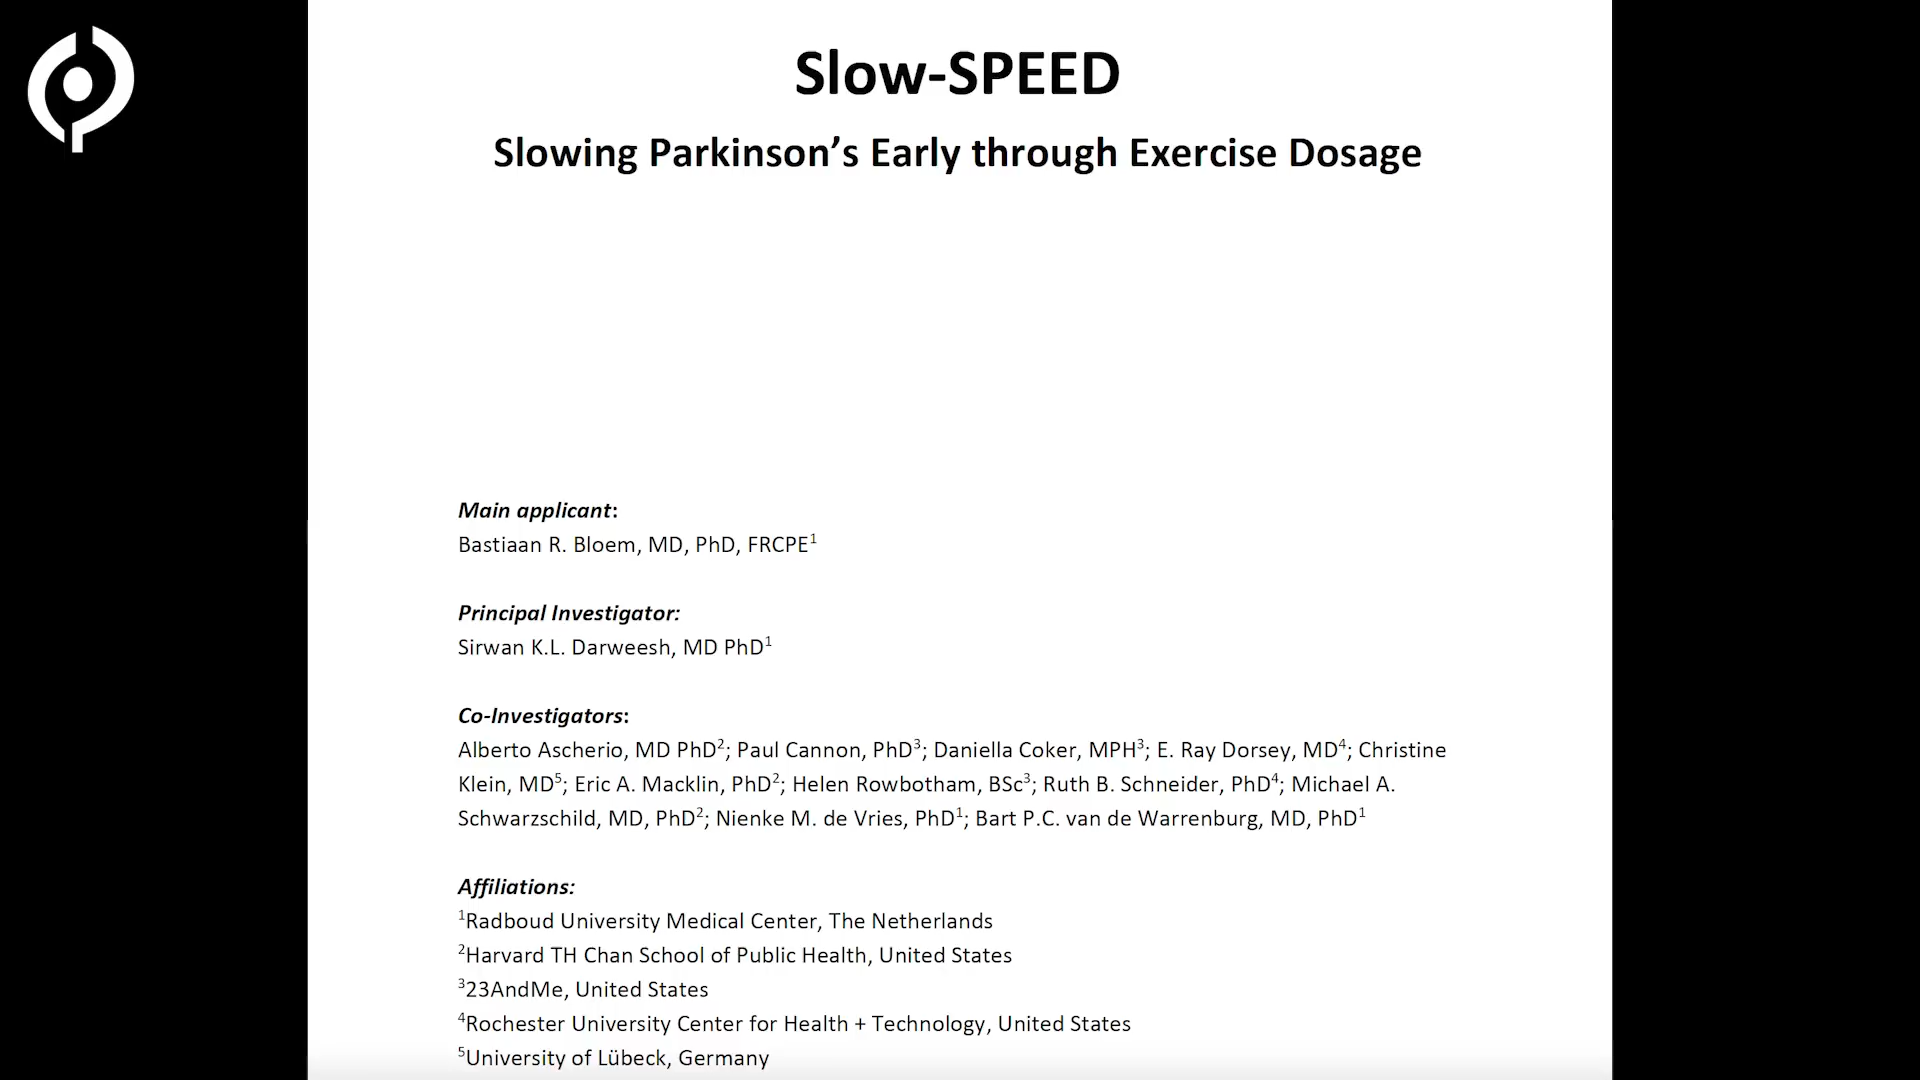 Slow-SPEED
Slowing Parkinson’s Early through Exercise Dosage
Main applicant:
Bastiaan R. Bloem, MD, PhD, FRCPE¹
Principal Investigator:
Sirwan K.L. Darweesh, MD PhD¹
Co-Investigators:
Alberto Ascherio, MD PhD²; Paul Cannon, PhD³; Daniella Coker, MPH³; E. Ray Dorsey, MD⁴; Christine
Klein, MD⁵; Eric A. Macklin, PhD²; Helen Rowbotham, BSc³; Ruth B. Schneider, PhD⁴; Michael A.
Schwarzschild, MD, PhD²; Nienke M. de Vries, PhD¹; Bart P.C. van de Warrenburg, MD, PhD¹
Affiliations:
¹Radboud University Medical Center, The Netherlands
²Harvard TH Chan School of Public Health, United States
³23AndMe, United States
⁴Rochester University Center for Health + Technology, United States
⁵University of Lübeck, Germany